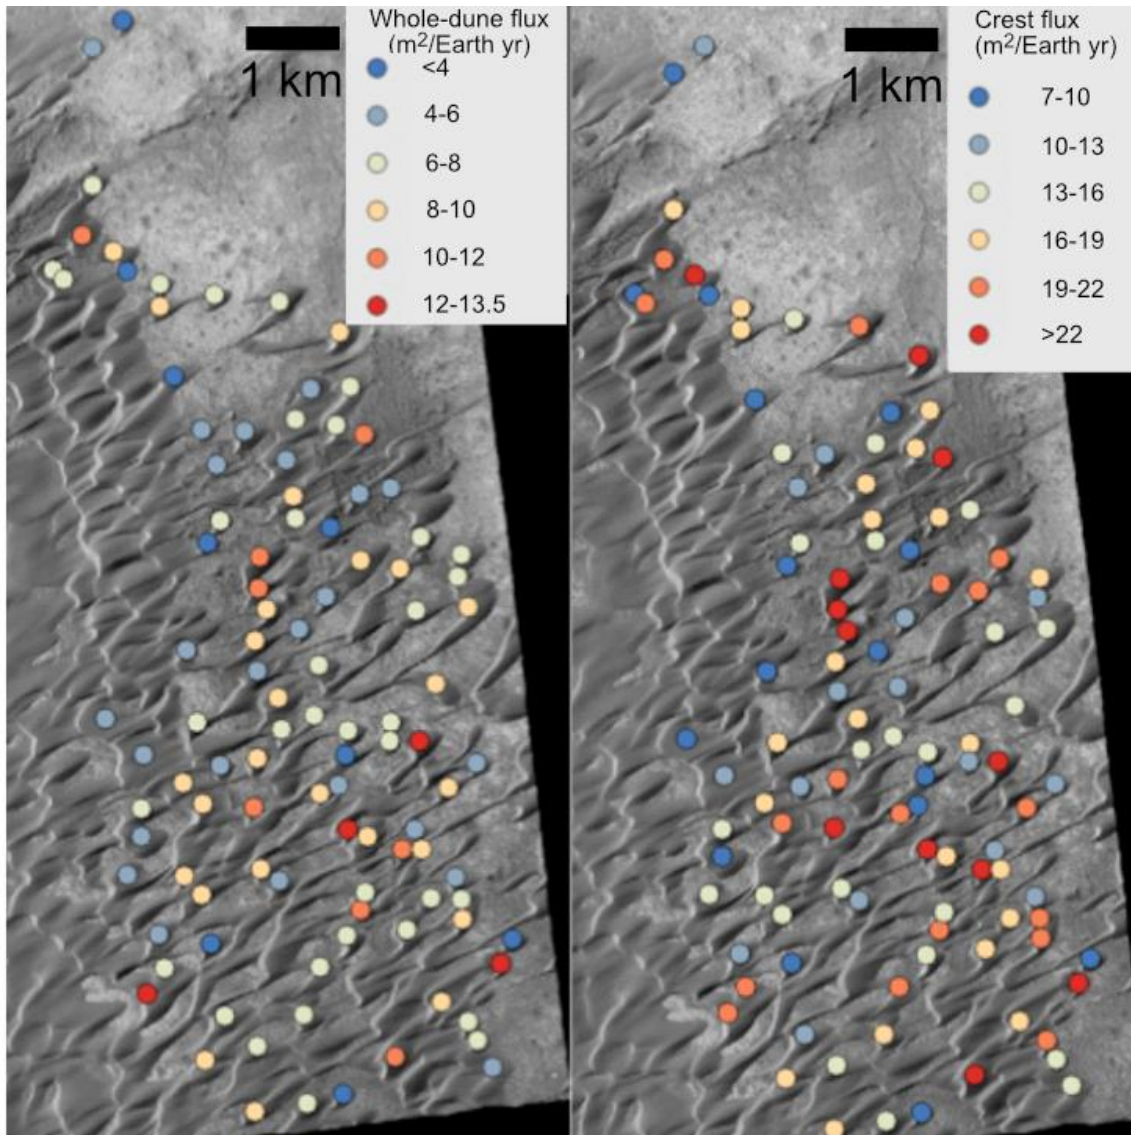 Whole-dune flux
(m²/Earth yr)
<4
4-6
6-8
8-10
10-12
12-13.5
1 km
Crest flux
(m²/Earth yr)
7-10
10-13
13-16
16-19
19-22
>22
1 km